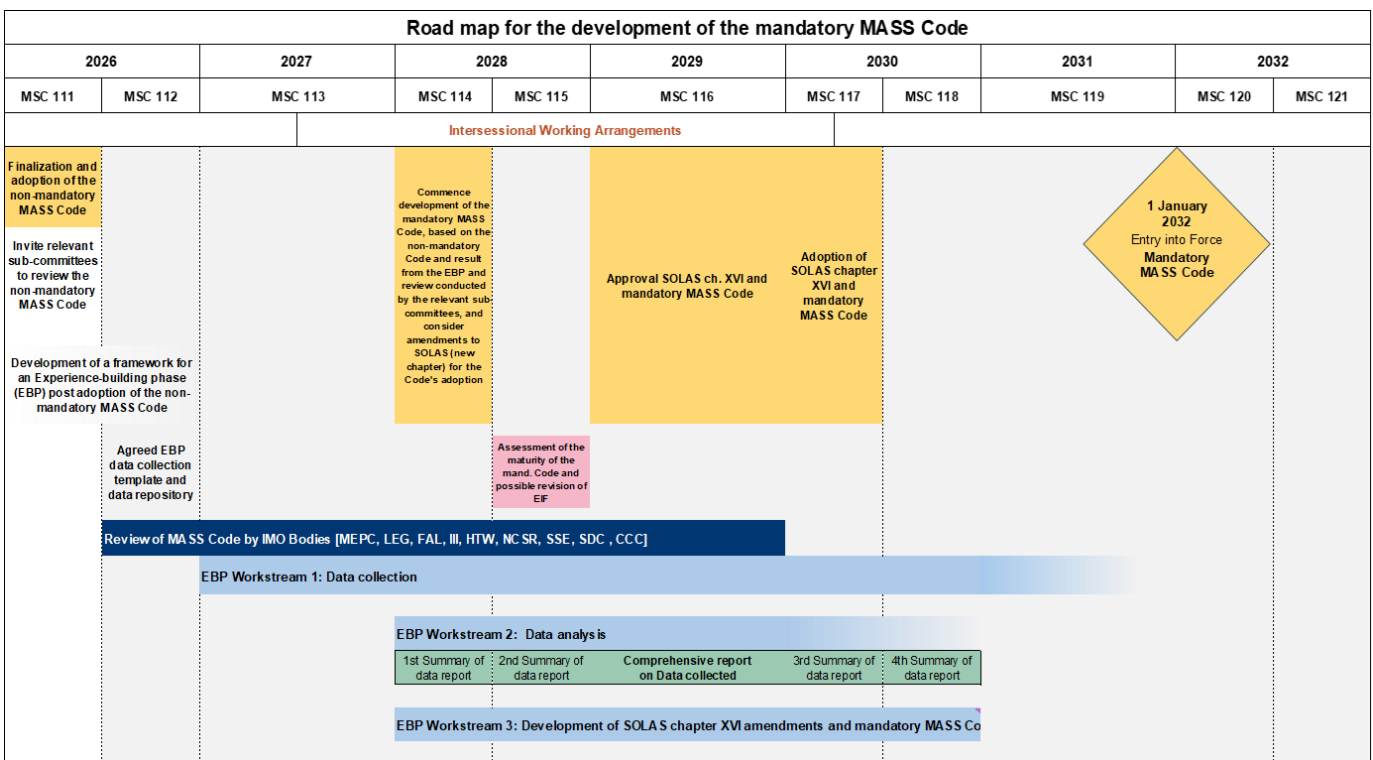 Road map for the development of the mandatory MASS Code
2026 2027 2028 2029 2030 2031 2032
MSC 111 MSC 112 MSC 113 MSC 114 MSC 115 MSC 116 MSC 117 MSC 118 MSC 119 MSC 120 MSC 121
Intersessional Working Arrangements
Finalization and
adoption of the
non-mandatory
MASS Code
Invite relevant
sub-committees
to review the
non-mandatory
MASS Code
Development of a framework for
an Experience-building phase
(EBP) post adoption of the non-
mandatory MASS Code
Agreed EBP
data collection
template and
data repository
Commence
development of the
mandatory MASS
Code, based on the
non-mandatory
Code and result
from the EBP and
review conducted
by the relevant sub-
committees, and
consider
amendments to
SOLAS (new
chapter) for the
Code's adoption
Assessment of the
maturity of the
mand. Code and
possible revision of
EIF
Approval SOLAS ch. XVI and
mandatory MASS Code
Adoption of
SOLAS chapter
XVI and
mandatory
MASS Code
1 January
2032
Entry into Force
Mandatory
MASS Code
Review of MASS Code by IMO Bodies [MEPC, LEG, FAL, III, HTW, NCSR, SSE, SDC , CCC]
EBP Workstream 1: Data collection
EBP Workstream 2: Data analysis
1st Summary of
data report
2nd Summary of
data report
Comprehensive report
on Data collected
3rd Summary of
data report
4th Summary of
data report
EBP Workstream 3: Development of SOLAS chapter XVI amendments and mandatory MASS Co